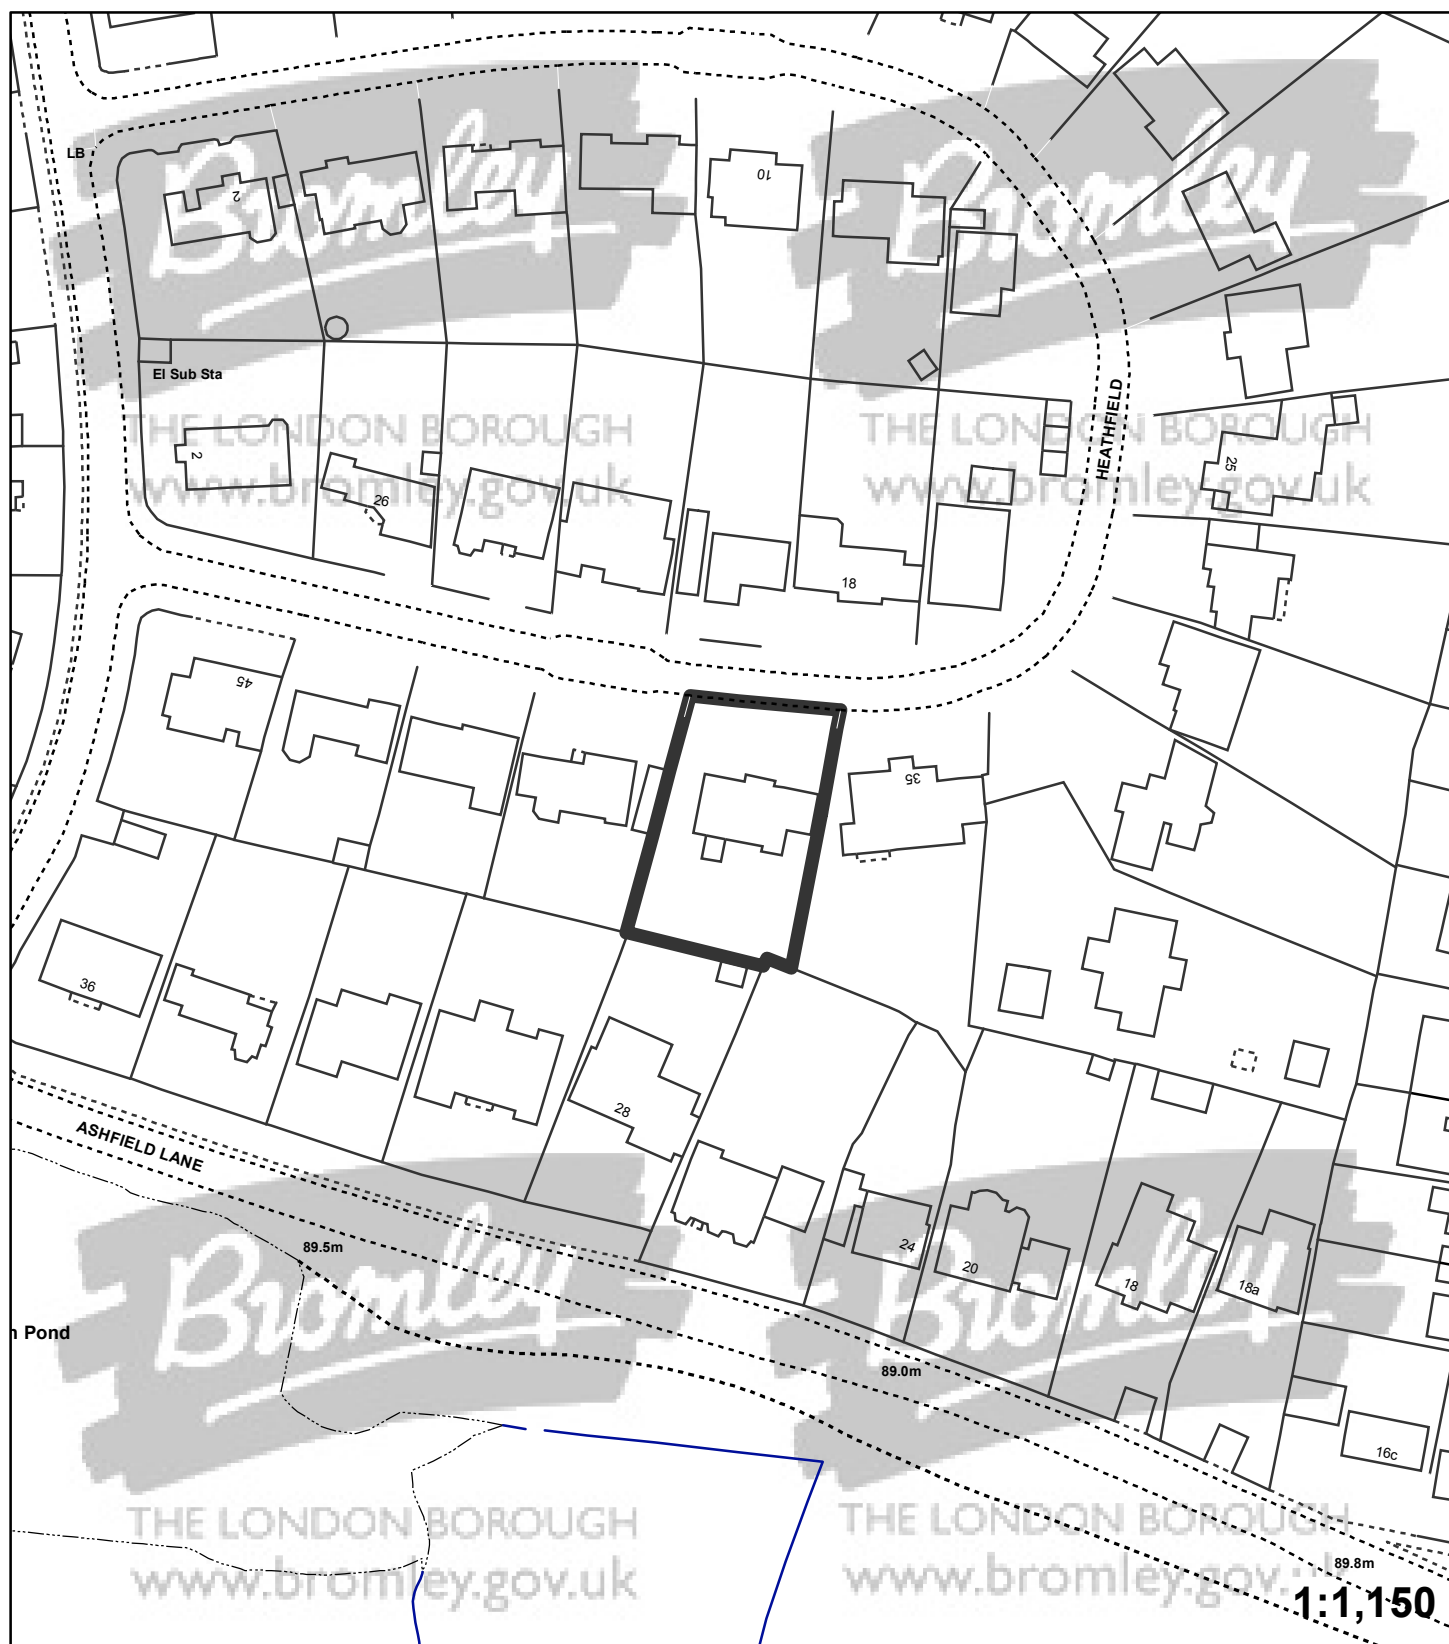 LB
2
10
Bromley
Bromley
El Sub Sta
THE LONDON BOROUGH
www.bromley.gov.uk
THE LONDON BOROUGH
www.bromley.gov.uk
HEATHFIELD
2
26
25
18
45
35
36
28
ASHFIELD LANE
24
20
18
18a
89.5m
Bromley
Bromley
n Pond
89.0m
16c
THE LONDON BOROUGH
www.bromley.gov.uk
THE LONDON BOROUGH
www.bromley.gov.uk
89.8m
1:1,150